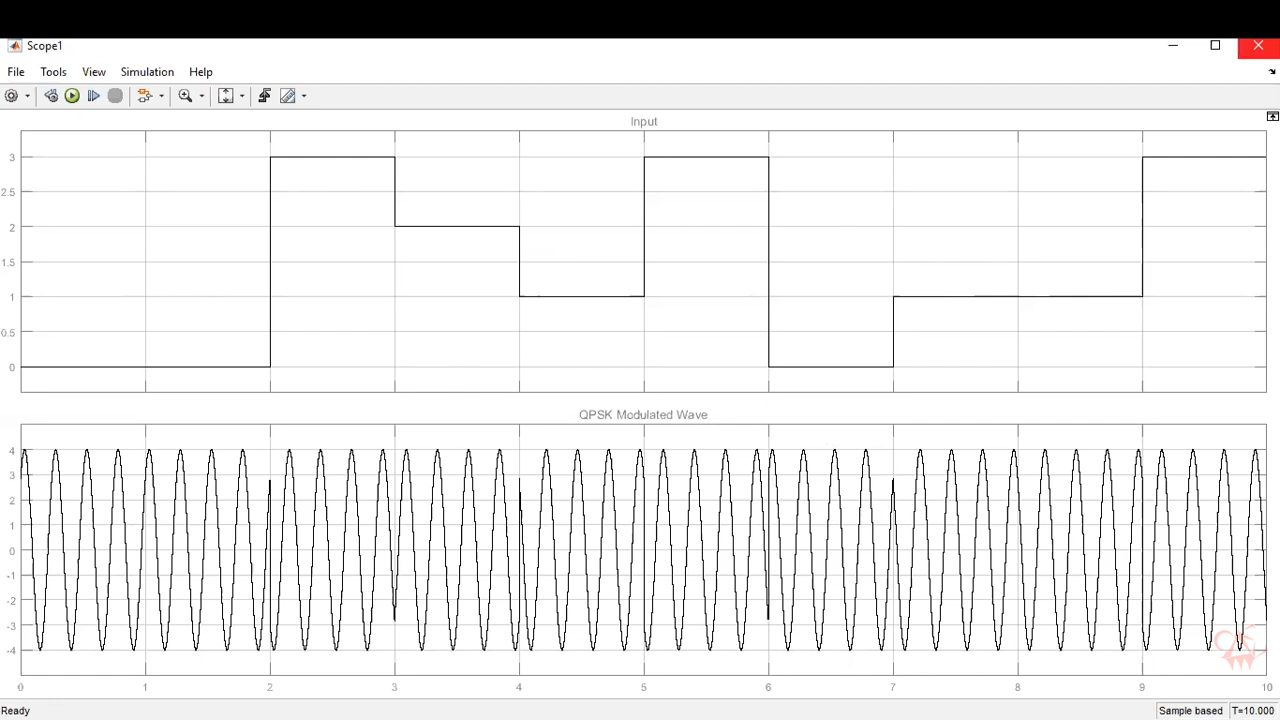 Scope1
File Tools View Simulation Help
Input
3
2.5
2
1.5
1
0.5
0
QPSK Modulated Wave
4
3
2
1
0
-1
-2
-3
-4
0 1 2 3 4 5 6 7 8 9 10
Ready Sample based T=10.000